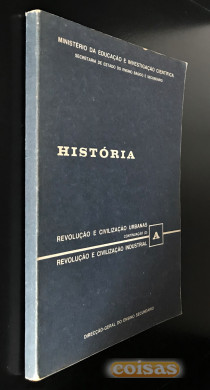 MINISTÉRIO DA EDUCAÇÃO E INVESTIGAÇÃO CIENTÍFICA
SECRETARIA DE ESTADO DO ENSINO BÁSICO E SECUNDÁRIO
HISTÓRIA
REVOLUÇÃO E CIVILIZAÇÃO URBANAS
CONTINUAÇÃO DE
A
REVOLUÇÃO E CIVILIZAÇÃO INDUSTRIAL
DIRECÇÃO-GERAL DO ENSINO SECUNDÁRIO
coisas